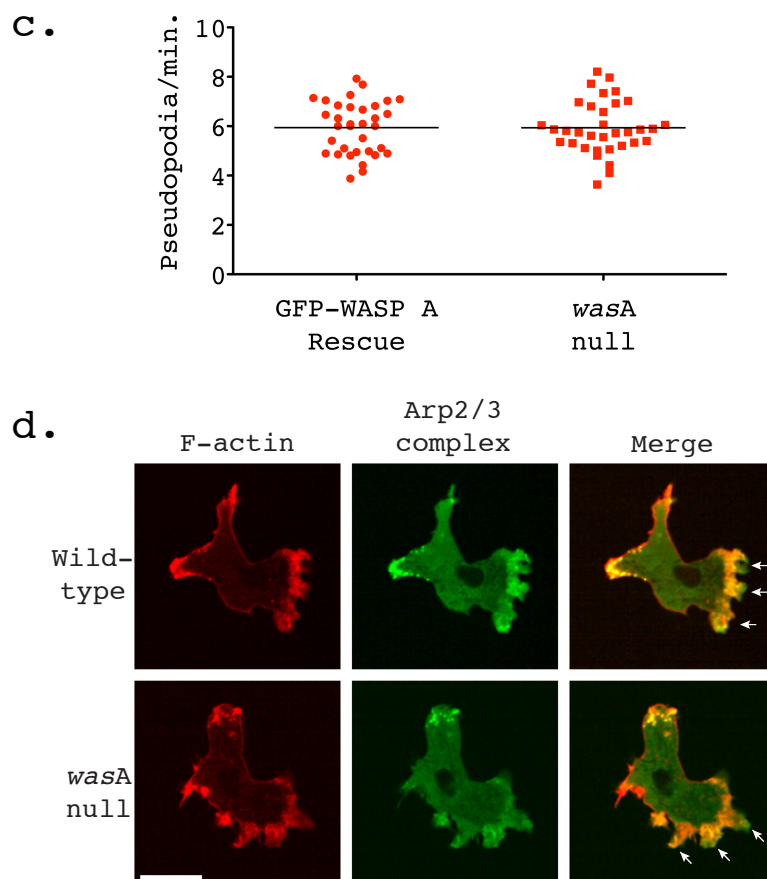 c.
Pseudopodia/min.
10
8
6
4
2
0
GFP-WASP A
Rescue
wasA
null
d.
F-actin
Arp2/3
complex
Merge
Wild-
type
wasA
null